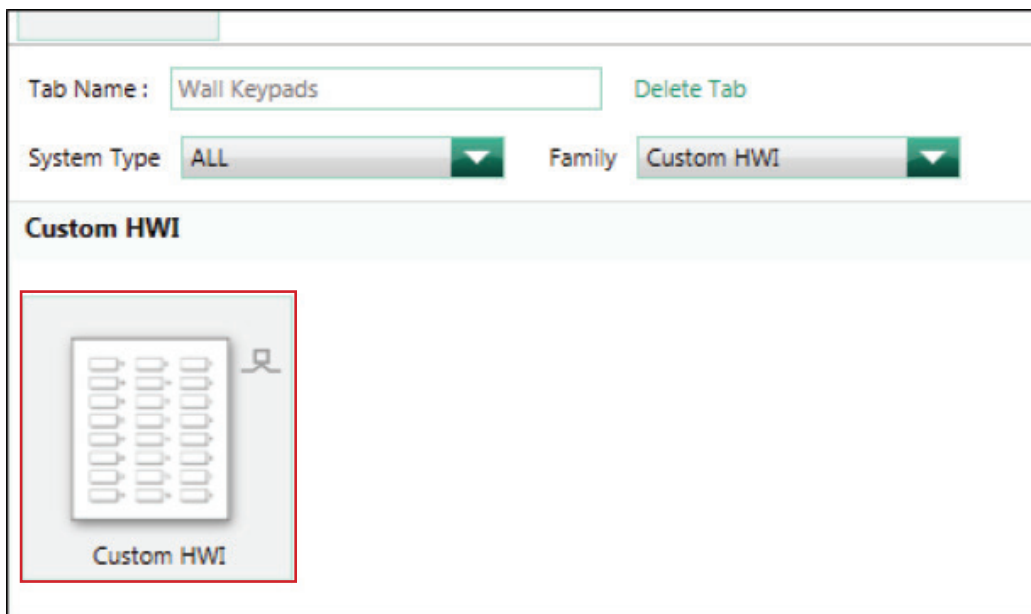 Tab Name : Wall Keypads Delete Tab
System Type ALL Family Custom HWI
Custom HWI
Custom HWI